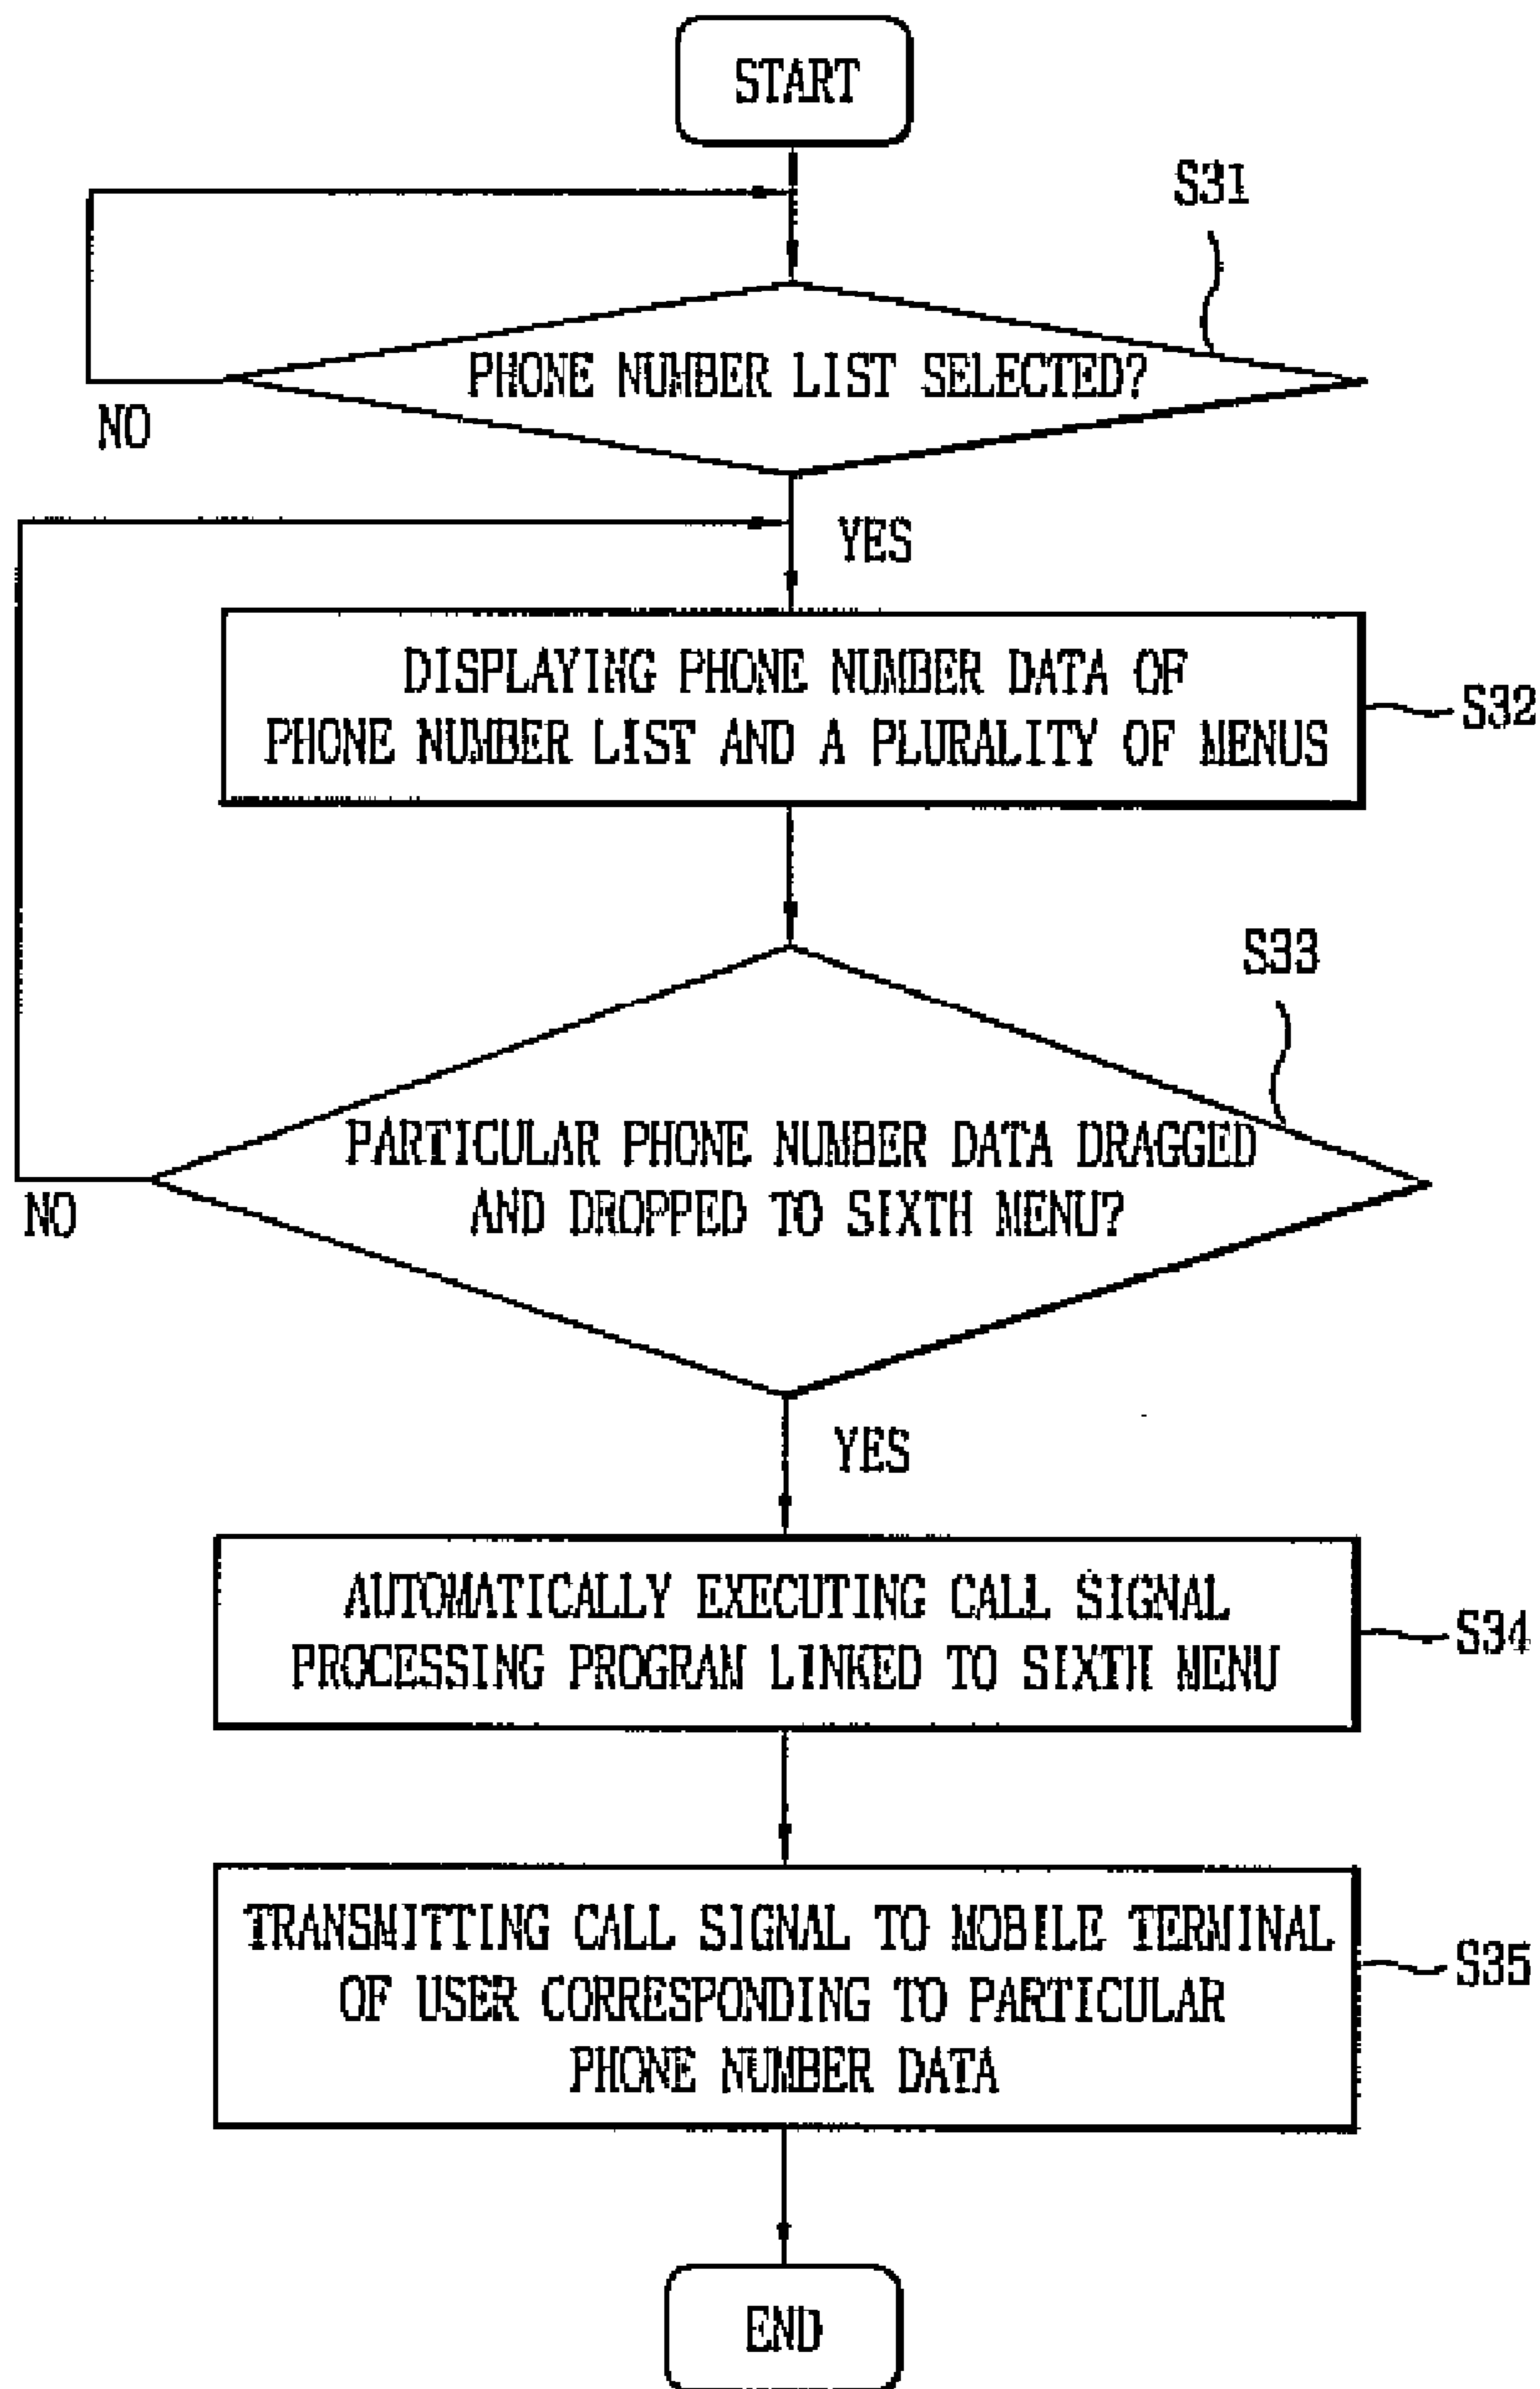 START
S31
PHONE NUMBER LIST SELECTED?
NO
YES
DISPLAYING PHONE NUMBER DATA OF
PHONE NUMBER LIST AND A PLURALITY OF MENUS
S32
S33
PARTICULAR PHONE NUMBER DATA DRAGGED
AND DROPPED TO SIXTH MENU?
NO
YES
AUTOMATICALLY EXECUTING CALL SIGNAL
PROCESSING PROGRAM LINKED TO SIXTH MENU
S34
TRANSMITTING CALL SIGNAL TO MOBILE TERMINAL
OF USER CORRESPONDING TO PARTICULAR
PHONE NUMBER DATA
S35
END